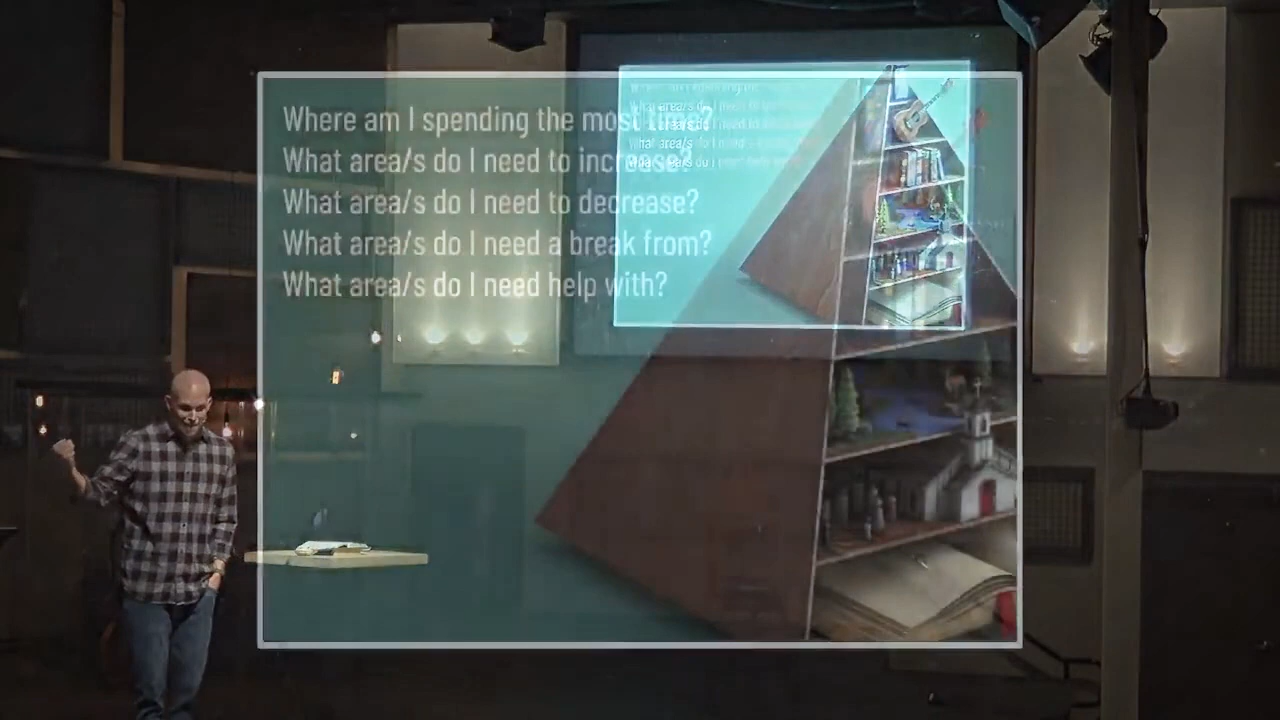 Where am I spending the most time?
What area/s do I need to increase?
What area/s do I need to decrease?
What area/s do I need a break from?
What area/s do I need help with?